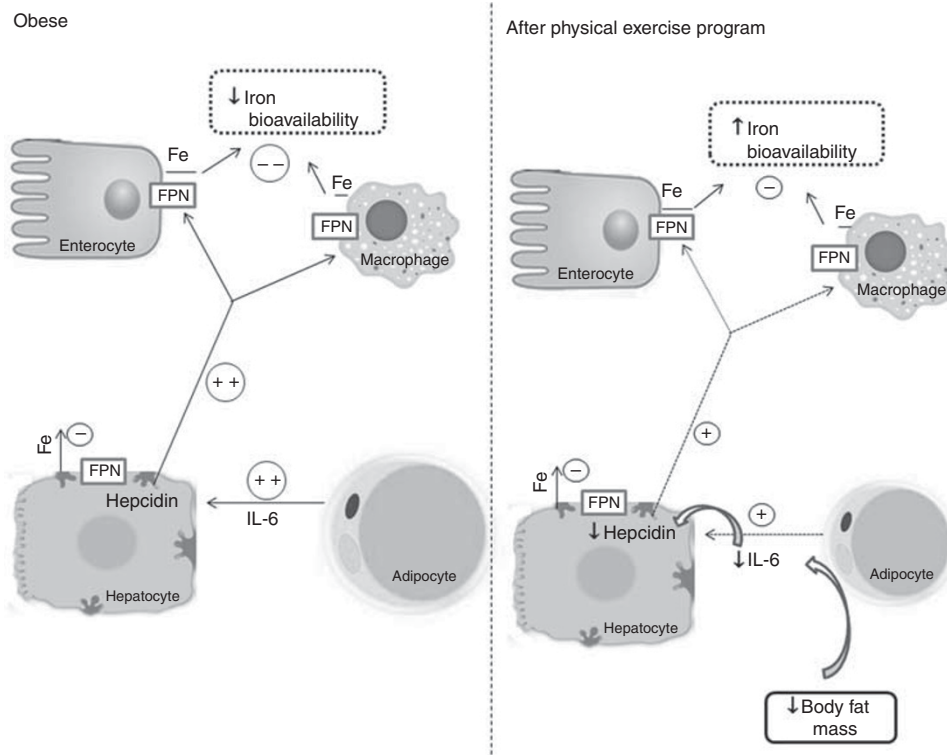 Obese
↓ Iron
bioavailability
Fe
− −
Fe
FPN
FPN
Enterocyte
Macrophage
+ +
Fe
−
FPN
Hepcidin
+ +
IL-6
Adipocyte
Hepatocyte
After physical exercise program
↑ Iron
bioavailability
Fe
−
Fe
FPN
FPN
Enterocyte
Macrophage
+
Fe
−
FPN
↓ Hepcidin
+
↓ IL-6
Adipocyte
Hepatocyte
↓ Body fat
mass